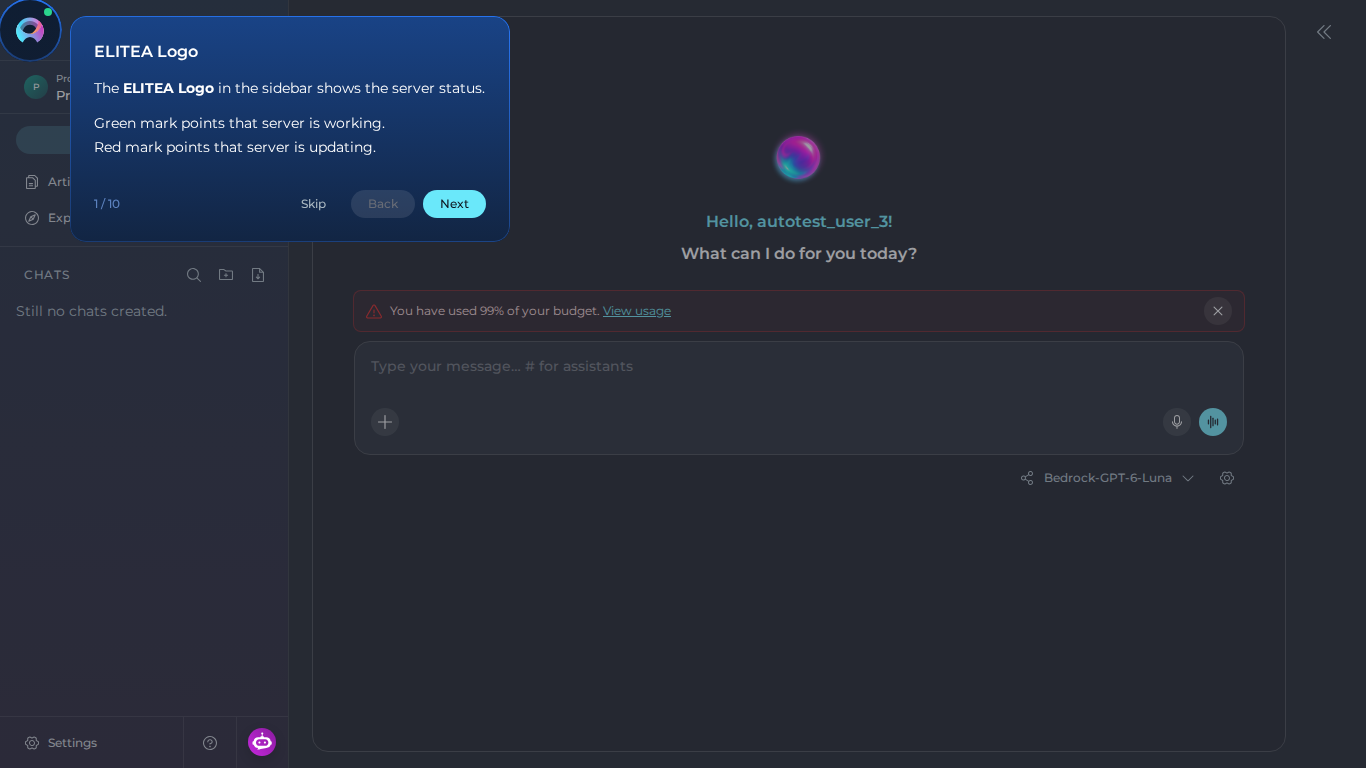 ELITEA Logo
The ELITEA Logo in the sidebar shows the server status.
Green mark points that server is working.
Red mark points that server is updating.
1 / 10
Skip
Back
Next
P
CHATS
Still no chats created.
Settings
Hello, autotest_user_3!
What can I do for you today?
You have used 99% of your budget. View usage
Type your message... # for assistants
Bedrock-GPT-6-Luna